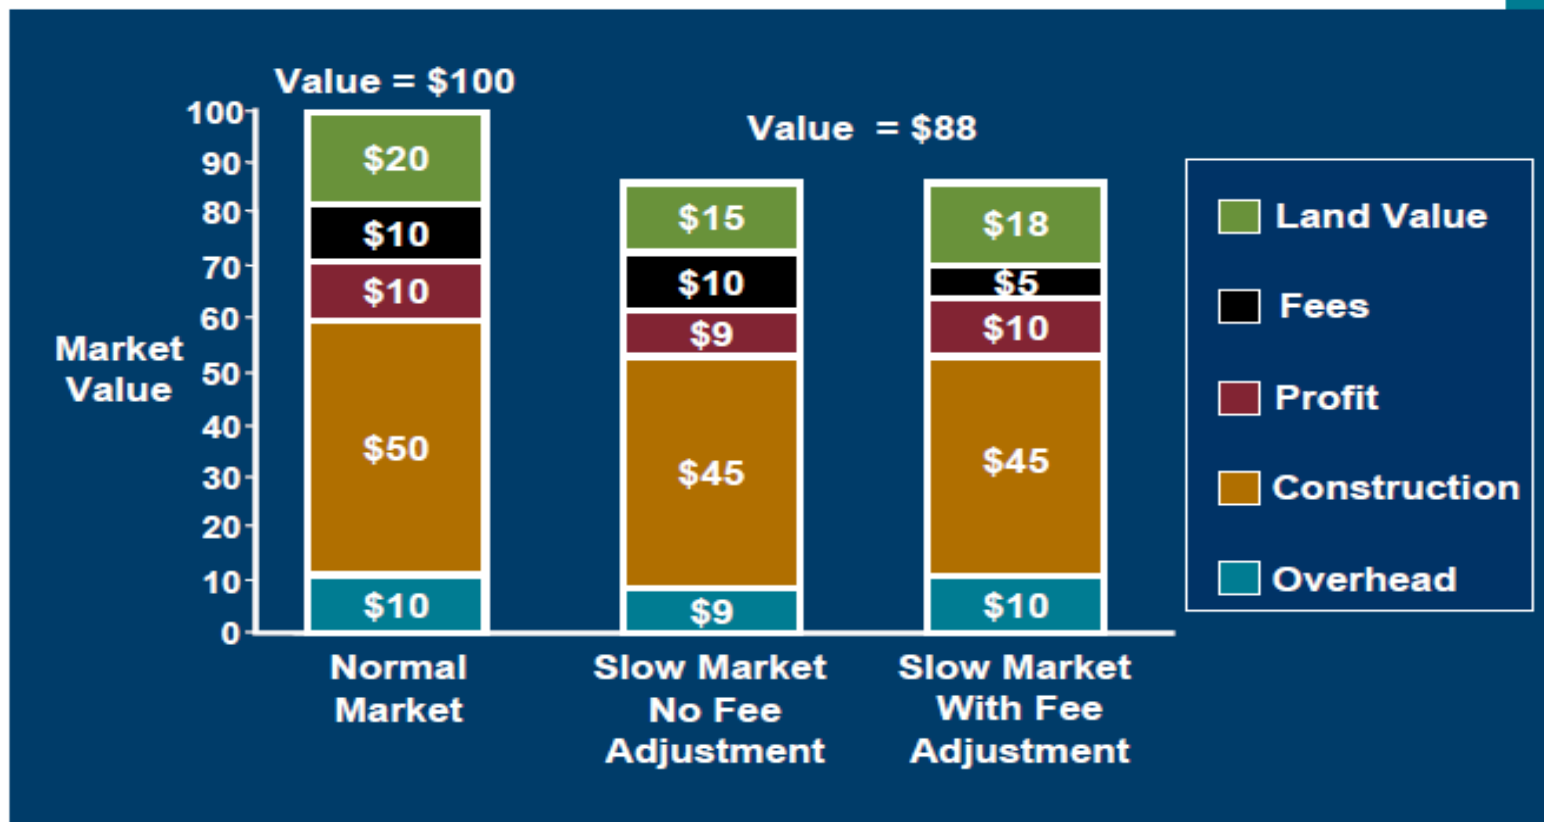 Value = $100
Value = $88
100
90
80
70
60
50
40
30
20
10
0
Market
Value
$20
$10
$10
$50
$10
$15
$10
$9
$45
$9
$18
$5
$10
$45
$10
Normal
Market
Slow Market
No Fee
Adjustment
Slow Market
With Fee
Adjustment
Land Value
Fees
Profit
Construction
Overhead